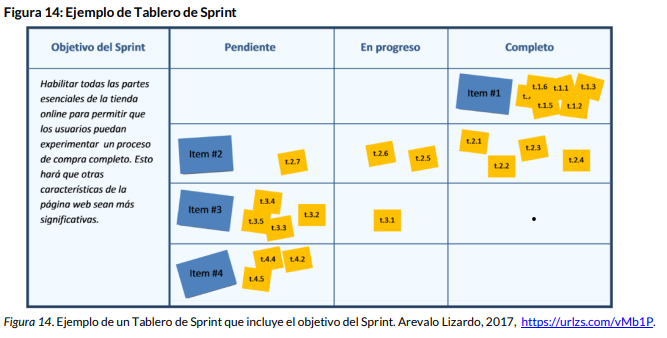 Figura 14: Ejemplo de Tablero de Sprint
Objetivo del Sprint
Pendiente
En progreso
Completo
Habilitar todas las partes
esenciales de la tienda
online para permitir que
los usuarios puedan
experimentar un proceso
de compra completo. Esto
hará que otras
características de la
página web sean más
significativas.
Item #1
t.1.6
t.1.1
t.1.3
t.1.5
t.1.2
Item #2
t.2.7
t.2.6
t.2.5
t.2.1
t.2.2
t.2.3
t.2.4
Item #3
t.3.4
t.3.5
t.3.3
t.3.2
t.3.1
Item #4
t.4.4
t.4.2
t.4.5
Figura 14. Ejemplo de un Tablero de Sprint que incluye el objetivo del Sprint. Arevalo Lizardo, 2017, https://urlzs.com/vMb1P.